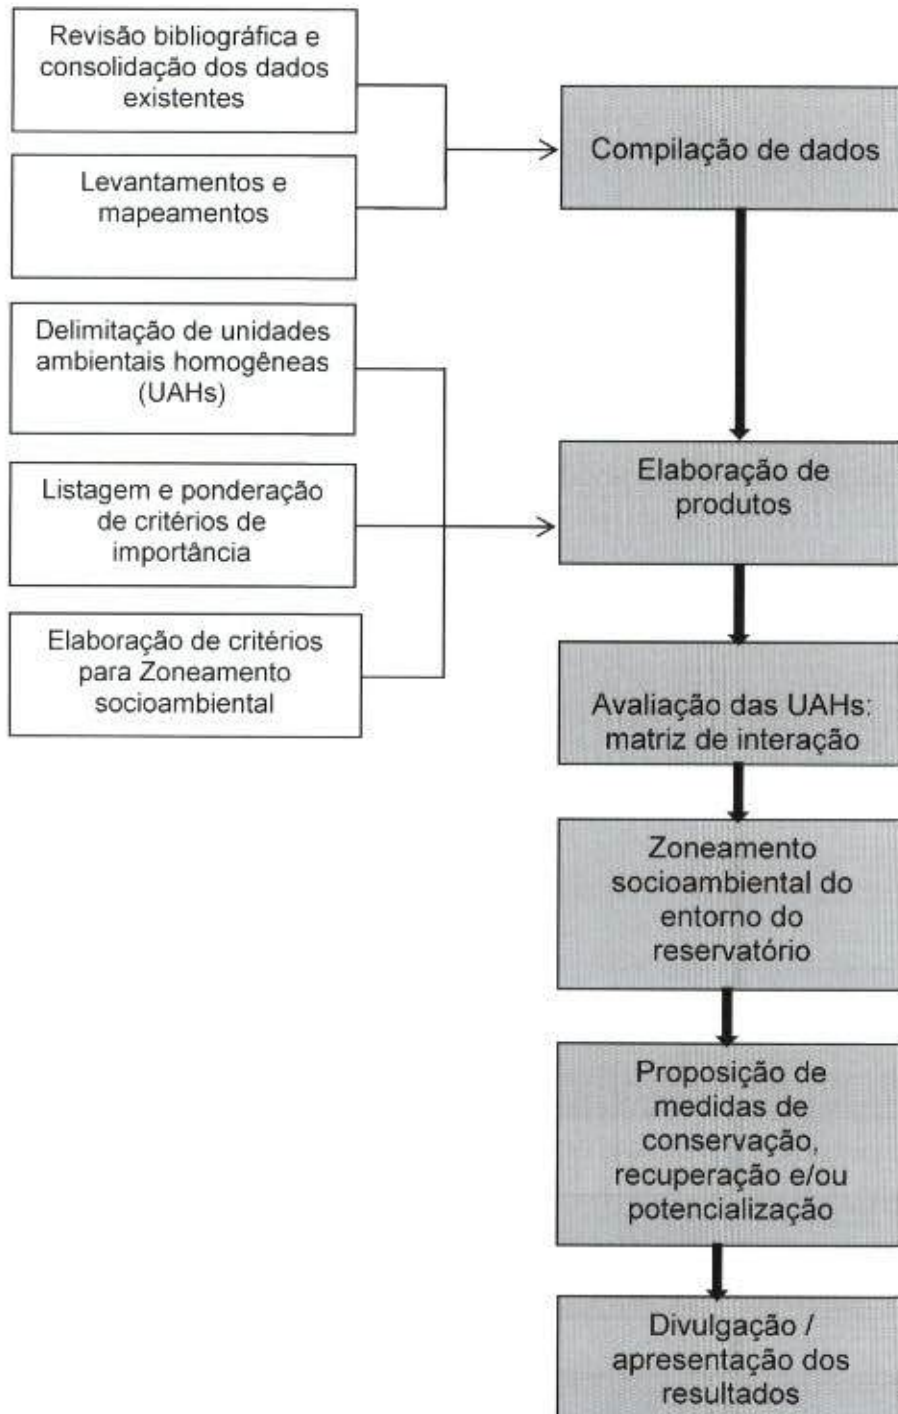 Revisão bibliográfica e
consolidação dos dados
existentes
Levantamentos e
mapeamentos
Compilação de dados
Delimitação de unidades
ambientais homogêneas
(UAHs)
Listagem e ponderação
de critérios de
importância
Elaboração de critérios
para Zoneamento
socioambiental
Elaboração de
produtos
Avaliação das UAHs:
matriz de interação
Zoneamento
socioambiental do
entorno do
reservatório
Proposição de
medidas de
conservação,
recuperação e/ou
potencialização
Divulgação /
apresentação dos
resultados